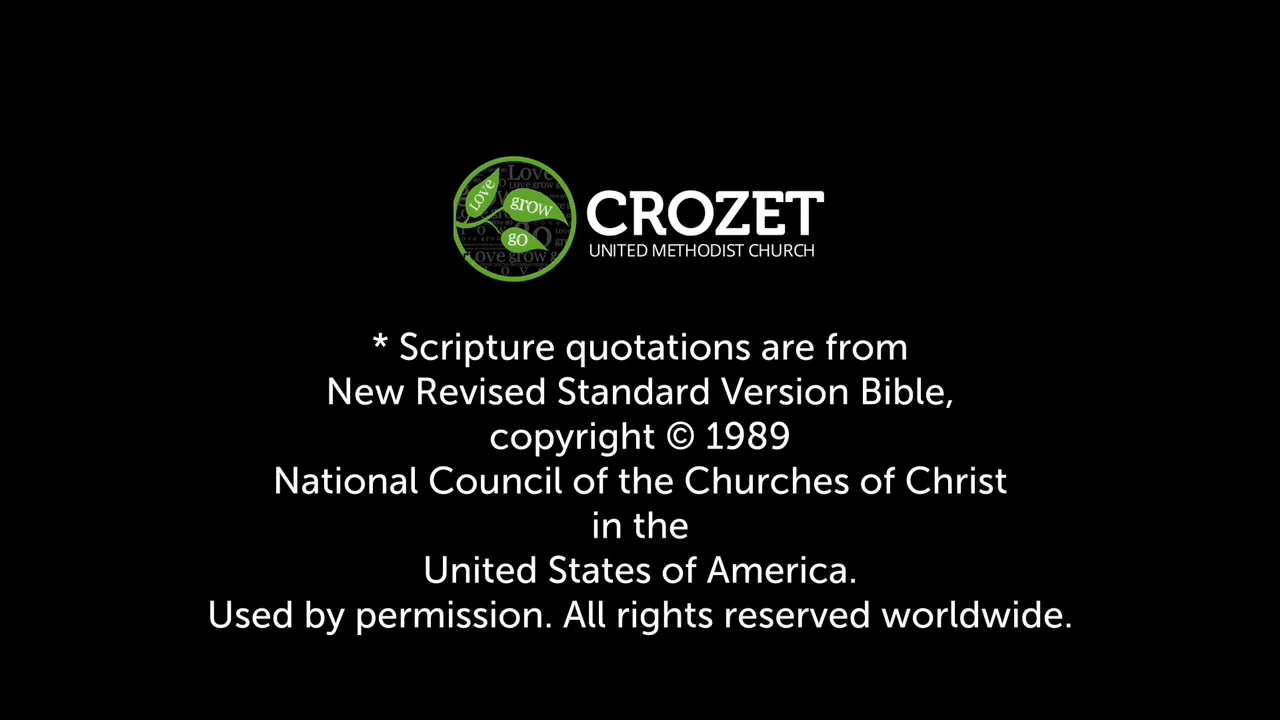 Love
grow
go
CROZET
UNITED METHODIST CHURCH
* Scripture quotations are from
New Revised Standard Version Bible,
copyright © 1989
National Council of the Churches of Christ
in the
United States of America.
Used by permission. All rights reserved worldwide.